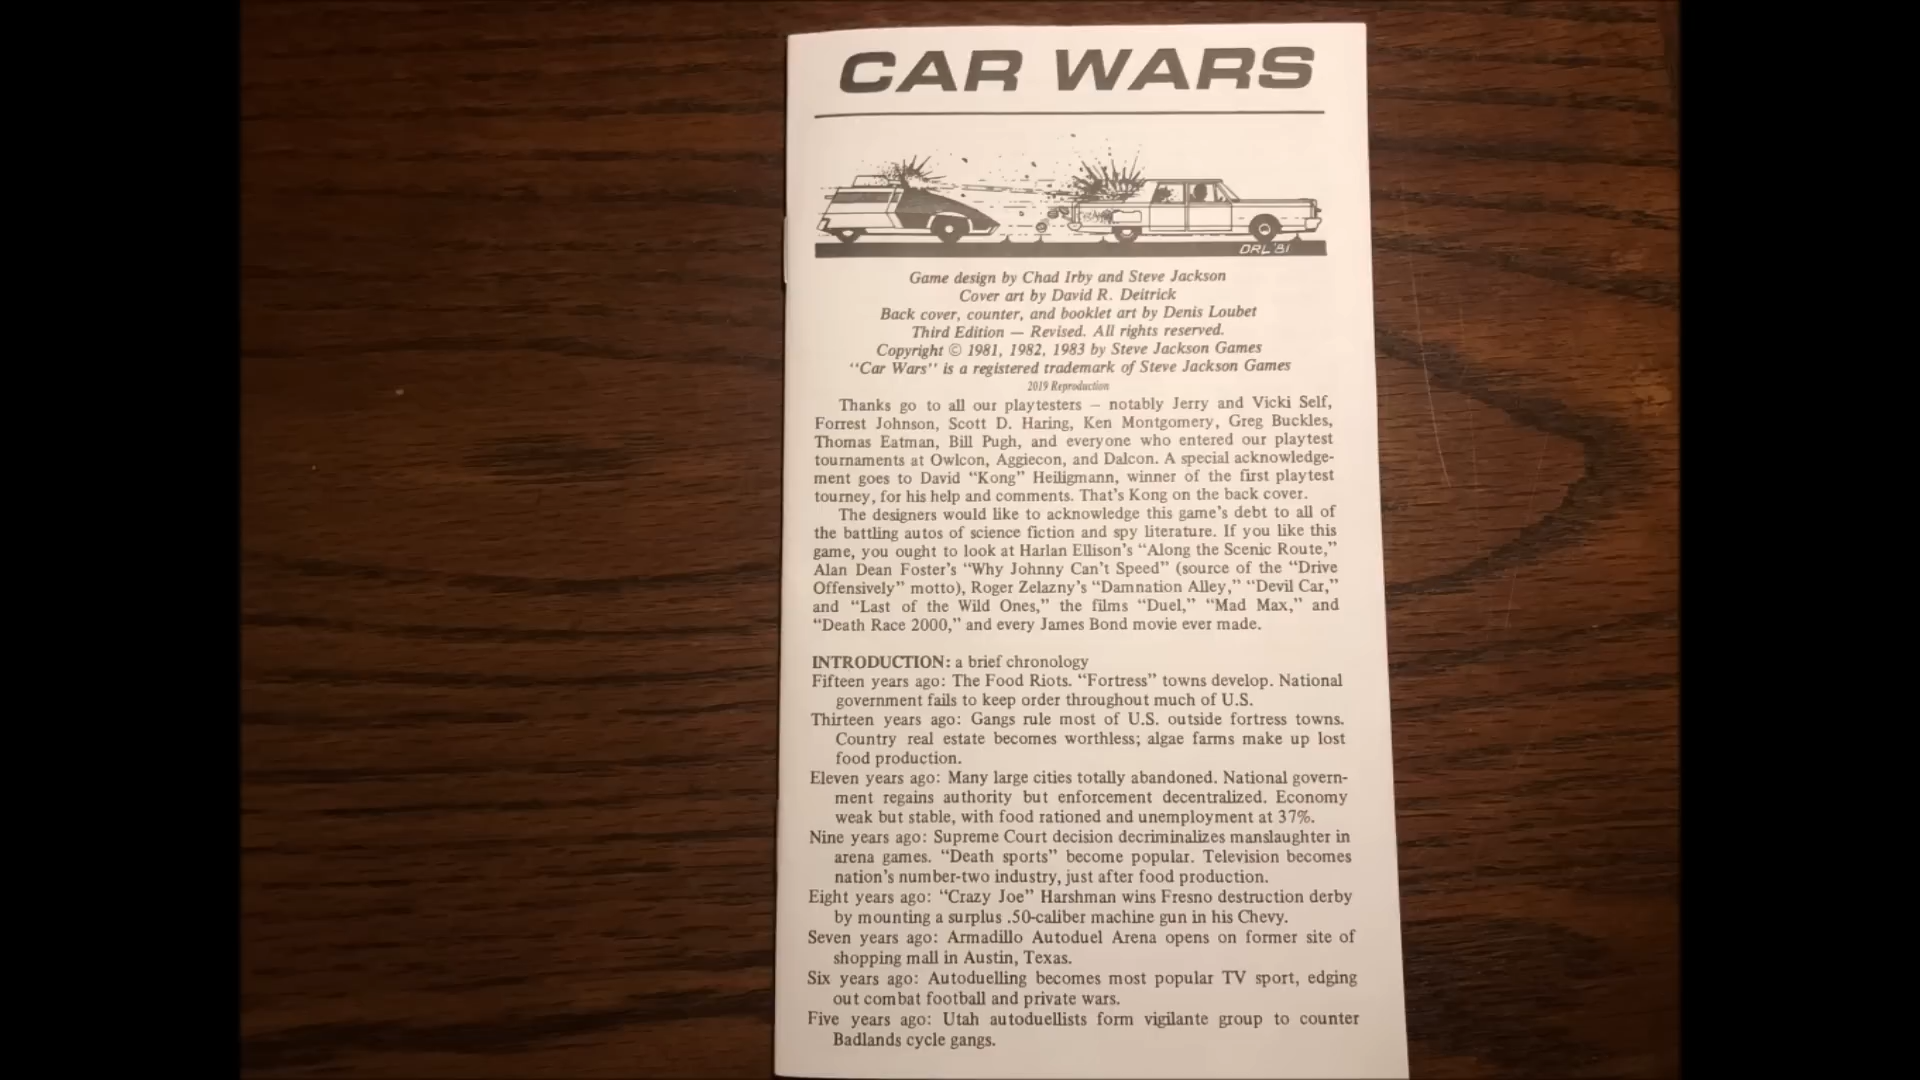 CAR WARS
DRL '81
Game design by Chad Irby and Steve Jackson
Cover art by David R. Deitrick
Back cover, counter, and booklet art by Denis Loubet
Third Edition — Revised. All rights reserved.
Copyright © 1981, 1982, 1983 by Steve Jackson Games
“Car Wars” is a registered trademark of Steve Jackson Games
2019 Reproduction
Thanks go to all our playtesters – notably Jerry and Vicki Self,
Forrest Johnson, Scott D. Haring, Ken Montgomery, Greg Buckles,
Thomas Eatman, Bill Pugh, and everyone who entered our playtest
tournaments at Owlcon, Aggiecon, and Dalcon. A special acknowledge-
ment goes to David “Kong” Heiligmann, winner of the first playtest
tourney, for his help and comments. That’s Kong on the back cover.
The designers would like to acknowledge this game’s debt to all of
the battling autos of science fiction and spy literature. If you like this
game, you ought to look at Harlan Ellison’s “Along the Scenic Route,”
Alan Dean Foster’s “Why Johnny Can’t Speed” (source of the “Drive
Offensively” motto), Roger Zelazny’s “Damnation Alley,” “Devil Car,”
and “Last of the Wild Ones,” the films “Duel,” “Mad Max,” and
“Death Race 2000,” and every James Bond movie ever made.
INTRODUCTION: a brief chronology
Fifteen years ago: The Food Riots. “Fortress” towns develop. National
government fails to keep order throughout much of U.S.
Thirteen years ago: Gangs rule most of U.S. outside fortress towns.
Country real estate becomes worthless; algae farms make up lost
food production.
Eleven years ago: Many large cities totally abandoned. National govern-
ment regains authority but enforcement decentralized. Economy
weak but stable, with food rationed and unemployment at 37%.
Nine years ago: Supreme Court decision decriminalizes manslaughter in
arena games. “Death sports” become popular. Television becomes
nation’s number-two industry, just after food production.
Eight years ago: “Crazy Joe” Harshman wins Fresno destruction derby
by mounting a surplus .50-caliber machine gun in his Chevy.
Seven years ago: Armadillo Autoduel Arena opens on former site of
shopping mall in Austin, Texas.
Six years ago: Autoduelling becomes most popular TV sport, edging
out combat football and private wars.
Five years ago: Utah autoduellists form vigilante group to counter
Badlands cycle gangs.